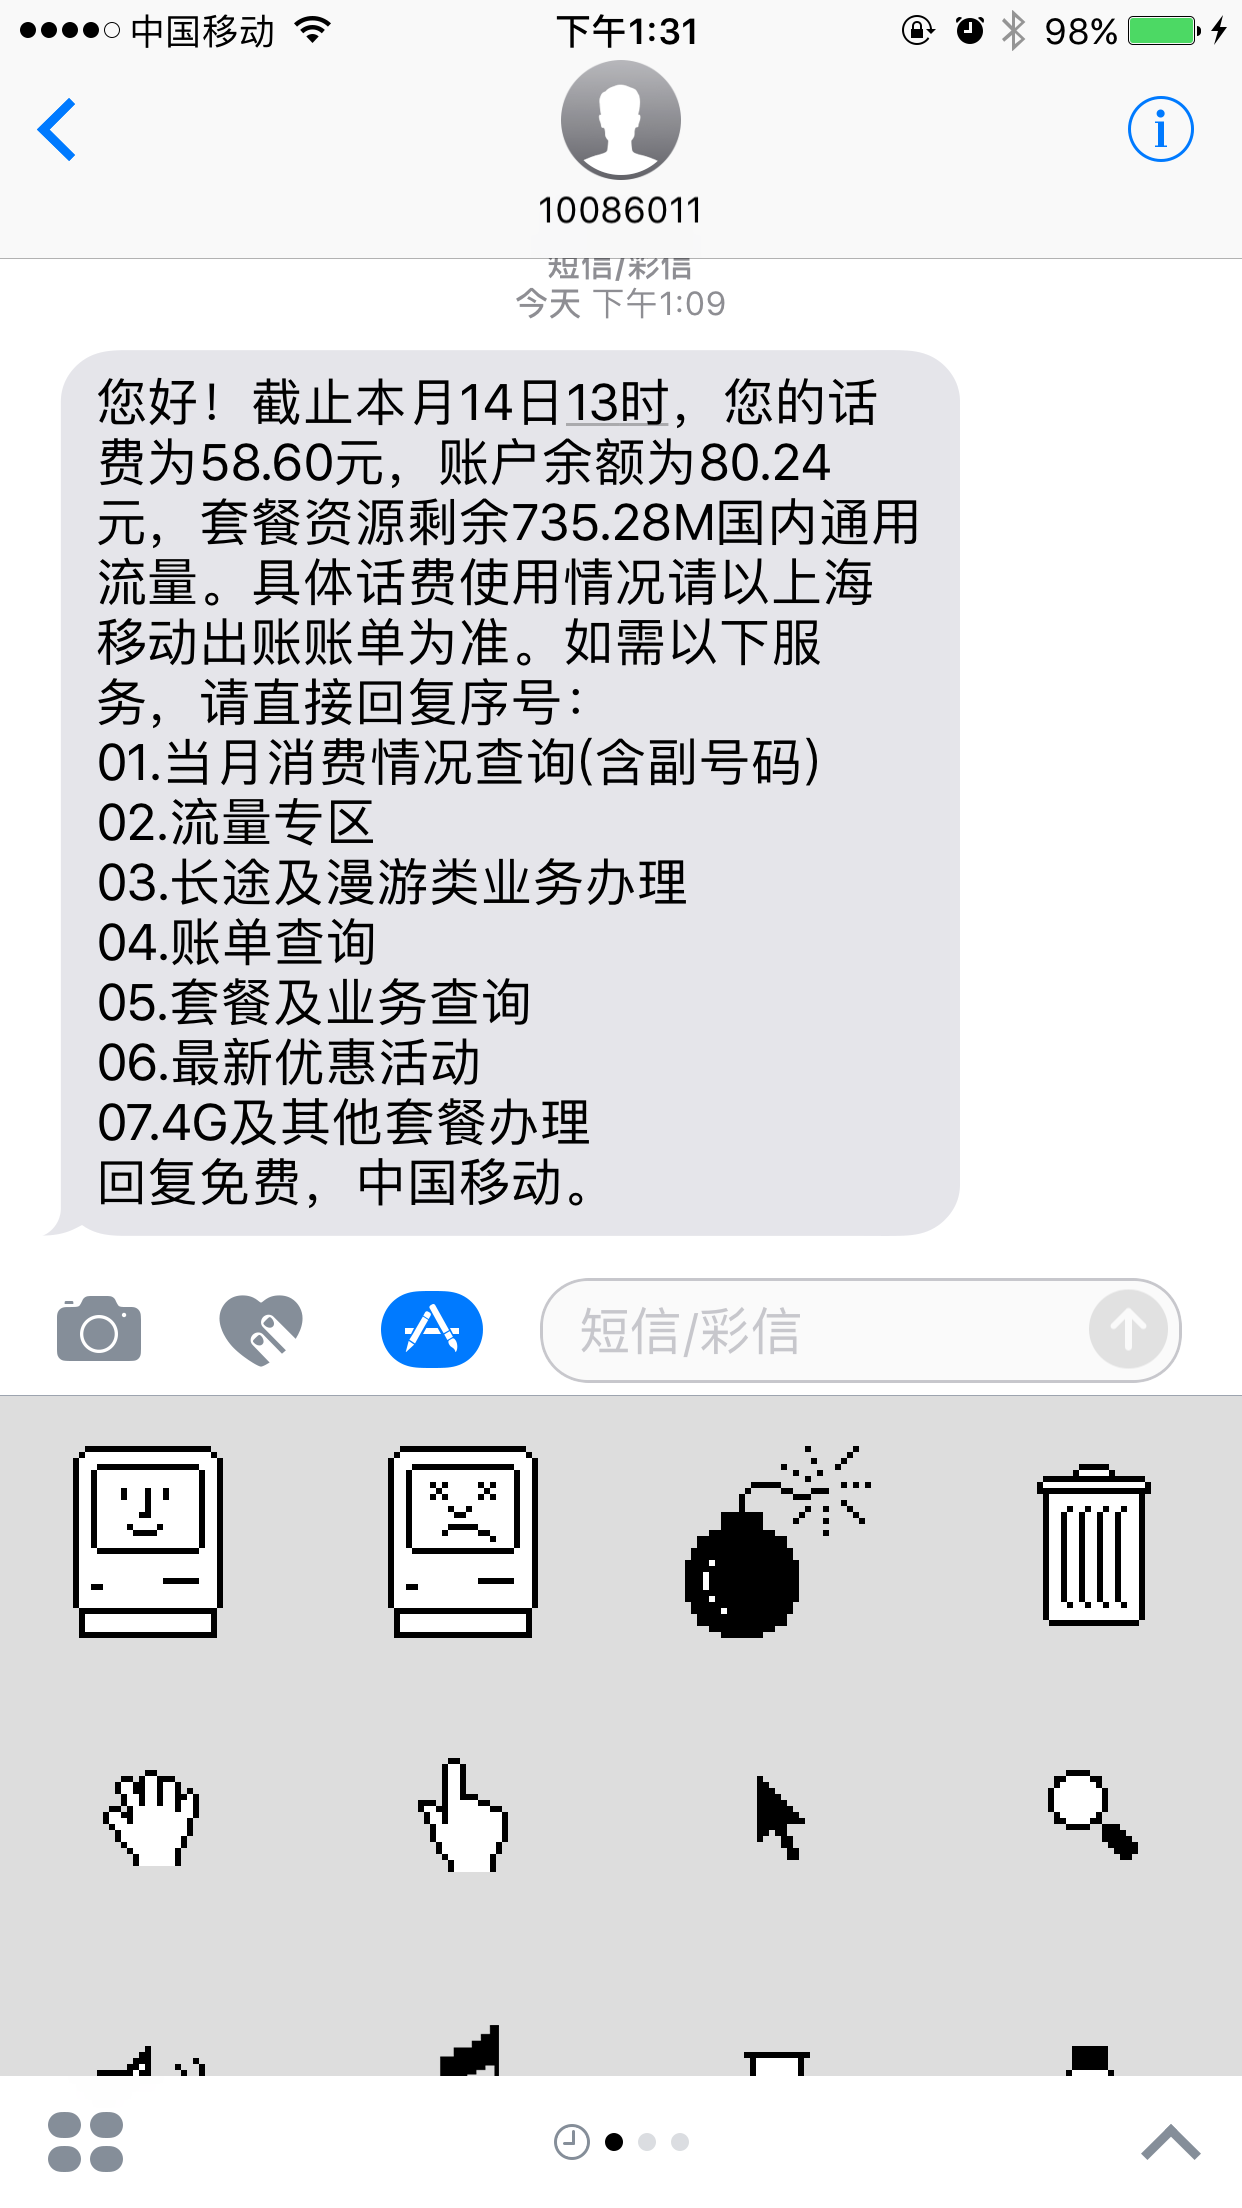 中国移动
下午1:31
98%
10086011
短信/彩信
今天 下午1:09
您好！截止本月14日13时，您的话
费为58.60元，账户余额为80.24
元，套餐资源剩余735.28M国内通用
流量。具体话费使用情况请以上海
移动出账账单为准。如需以下服
务，请直接回复序号：
01.当月消费情况查询(含副号码)
02.流量专区
03.长途及漫游类业务办理
04.账单查询
05.套餐及业务查询
06.最新优惠活动
07.4G及其他套餐办理
回复免费，中国移动。
短信/彩信